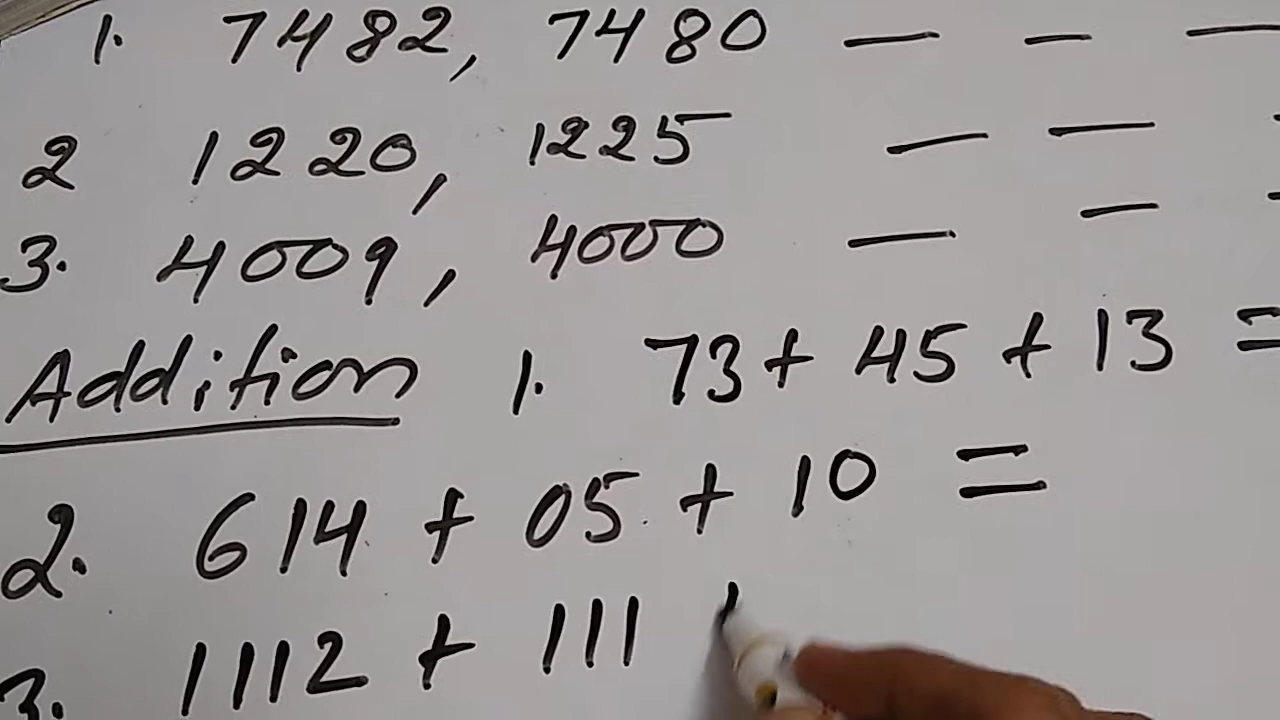 1. 7482, 7480 — — —
2 1220, 1225 — — —
3. 4009, 4000 — — —
Addition 1. 73 + 45 + 13 =
2. 614 + 05 + 10 =
3. 1112 + 111